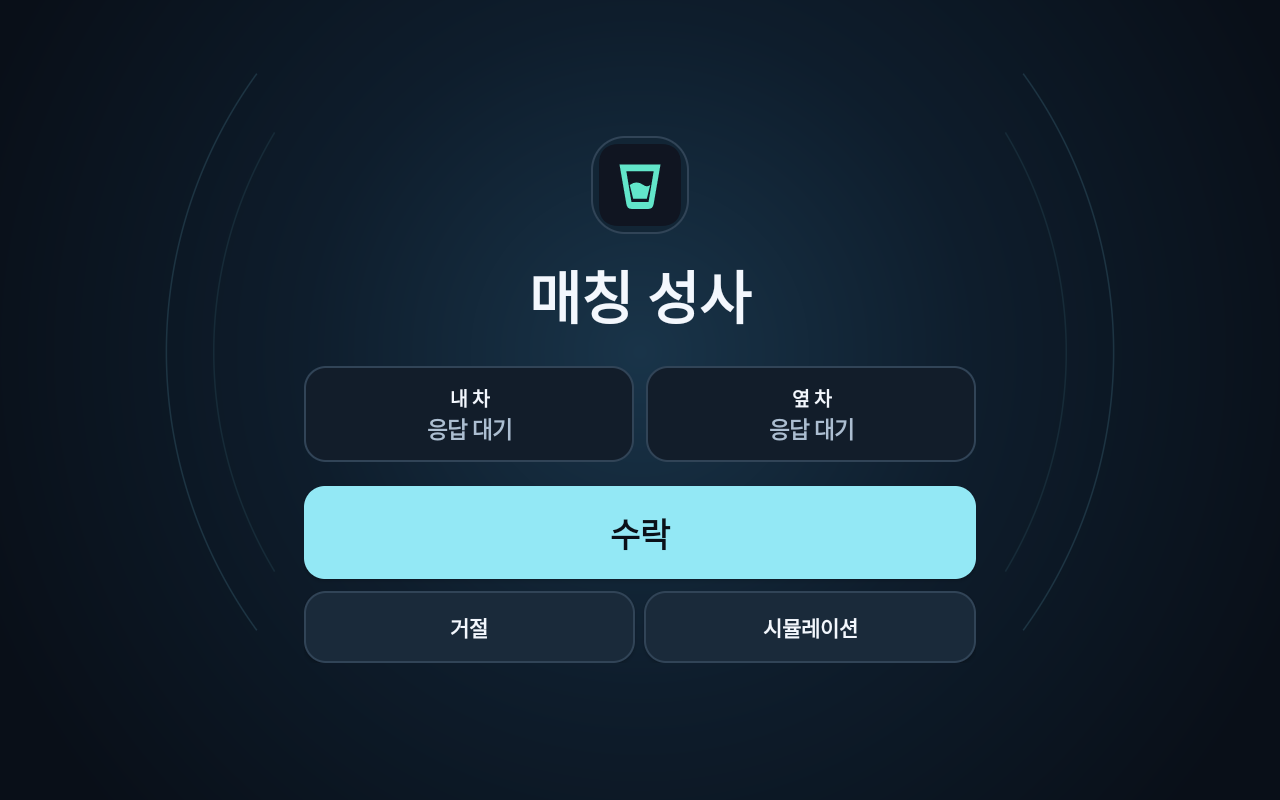 매칭 성사
내 차
응답 대기
옆 차
응답 대기
수락
거절
시뮬레이션